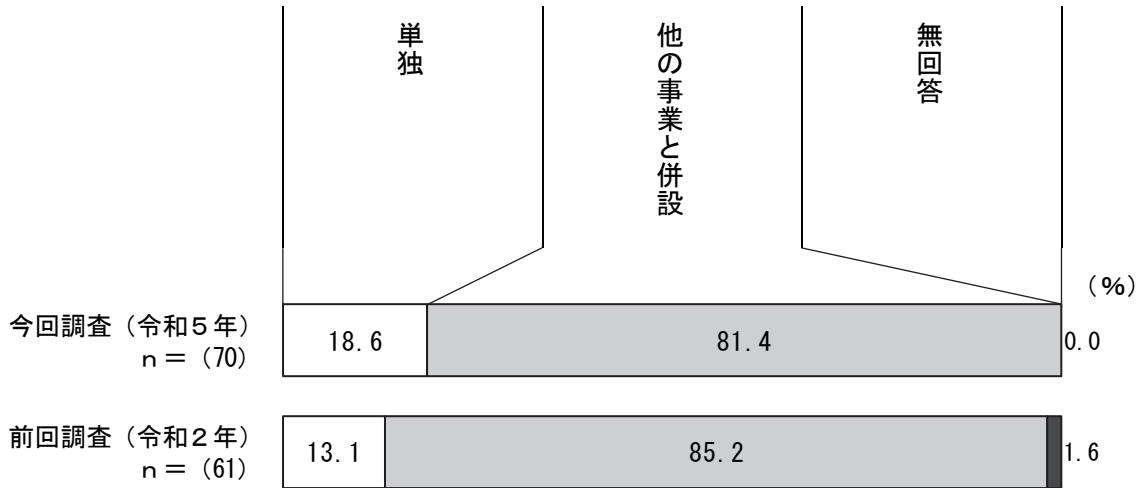 単独
他の事業と併設
無回答
（%）
今回調査（令和５年）
ｎ＝（70）
18.6
81.4
0.0
前回調査（令和２年）
ｎ＝（61）
13.1
85.2
1.6